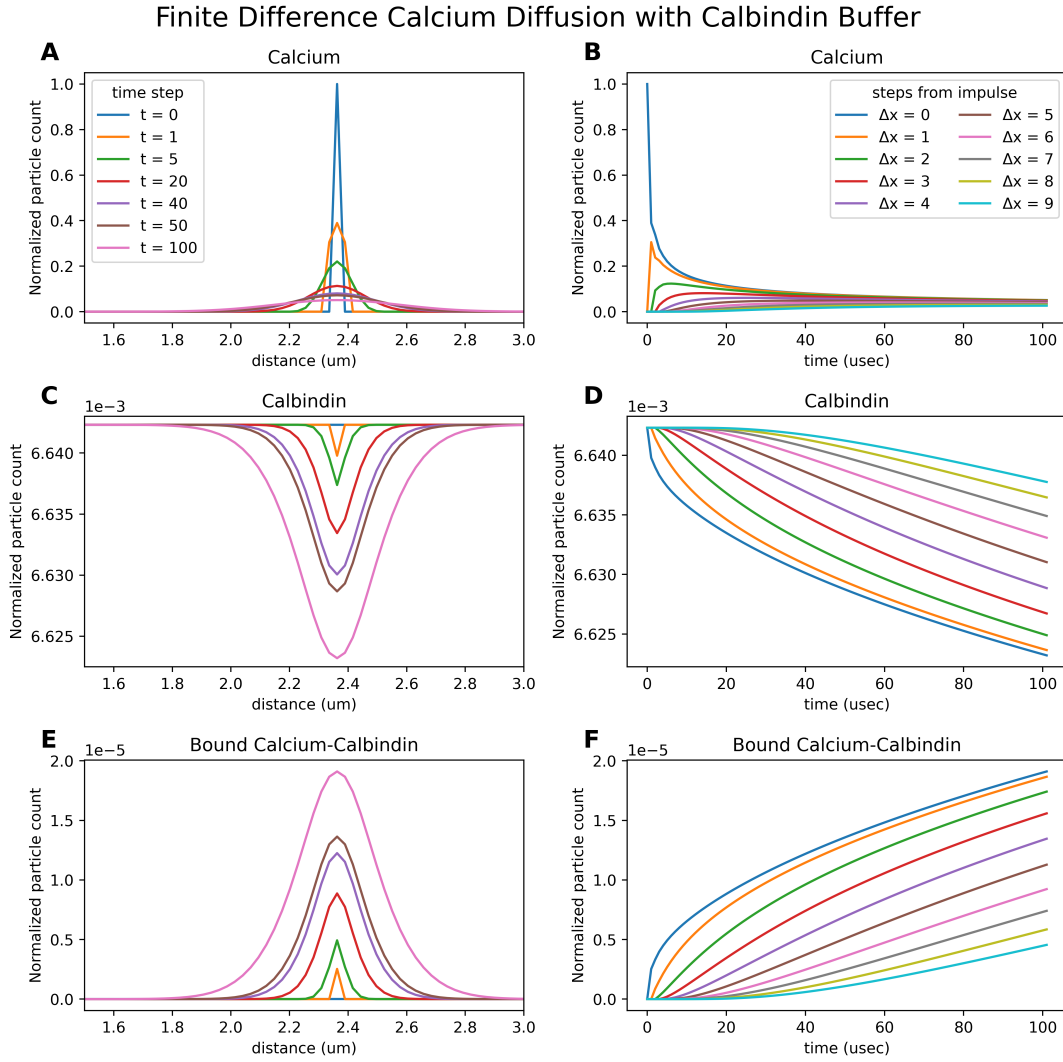 Finite Difference Calcium Diffusion with Calbindin Buffer
A
Calcium
Normalized particle count
1.0
0.8
0.6
0.4
0.2
0.0
time step
t = 0
t = 1
t = 5
t = 20
t = 40
t = 50
t = 100
1.6 1.8 2.0 2.2 2.4 2.6 2.8 3.0
distance (um)
B
Calcium
Normalized particle count
1.0
0.8
0.6
0.4
0.2
0.0
steps from impulse
Δx = 0 Δx = 5
Δx = 1 Δx = 6
Δx = 2 Δx = 7
Δx = 3 Δx = 8
Δx = 4 Δx = 9
0 20 40 60 80 100
time (usec)
C
Calbindin
1e−3
Normalized particle count
6.640
6.635
6.630
6.625
1.6 1.8 2.0 2.2 2.4 2.6 2.8 3.0
distance (um)
D
Calbindin
1e−3
Normalized particle count
6.640
6.635
6.630
6.625
0 20 40 60 80 100
time (usec)
E
Bound Calcium-Calbindin
1e−5
Normalized particle count
2.0
1.5
1.0
0.5
0.0
1.6 1.8 2.0 2.2 2.4 2.6 2.8 3.0
distance (um)
F
Bound Calcium-Calbindin
1e−5
Normalized particle count
2.0
1.5
1.0
0.5
0.0
0 20 40 60 80 100
time (usec)